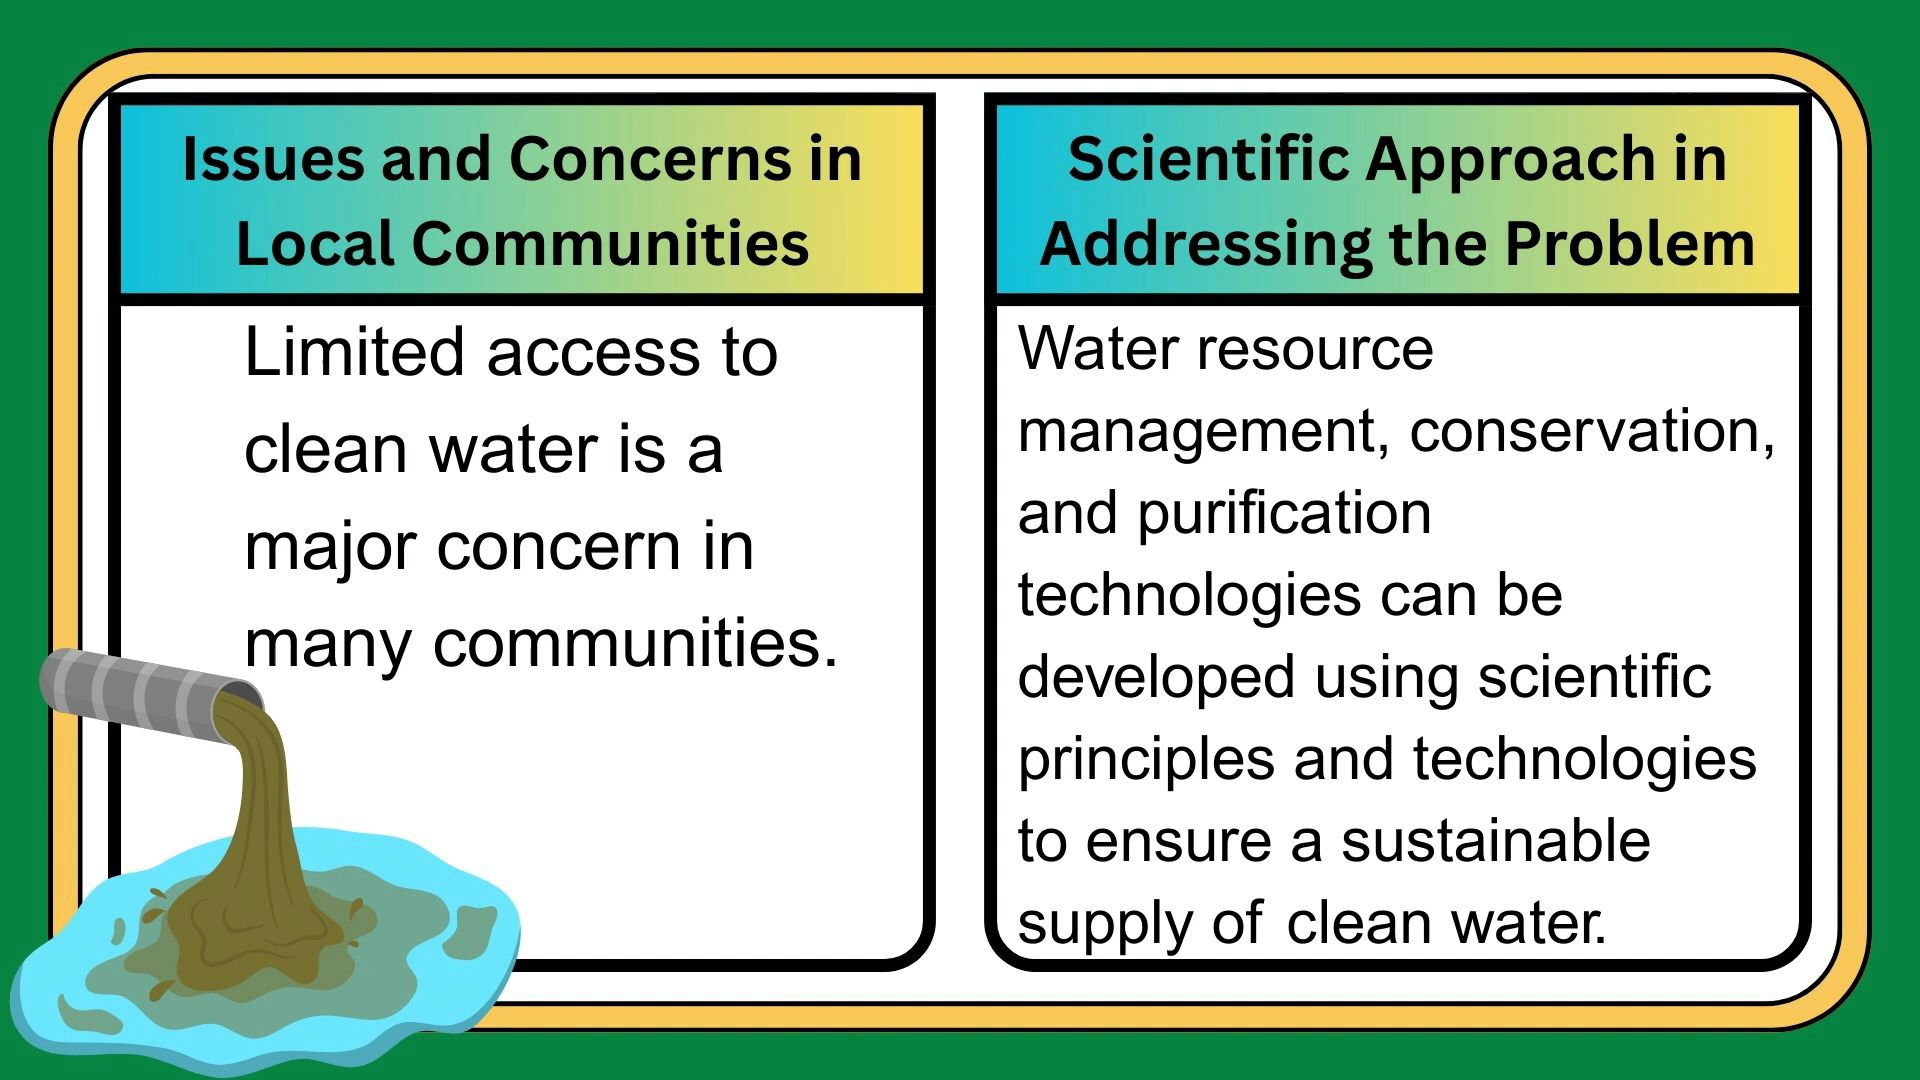 Issues and Concerns in
Local Communities
Limited access to
clean water is a
major concern in
many communities.
Scientific Approach in
Addressing the Problem
Water resource
management, conservation,
and purification
technologies can be
developed using scientific
principles and technologies
to ensure a sustainable
supply of clean water.